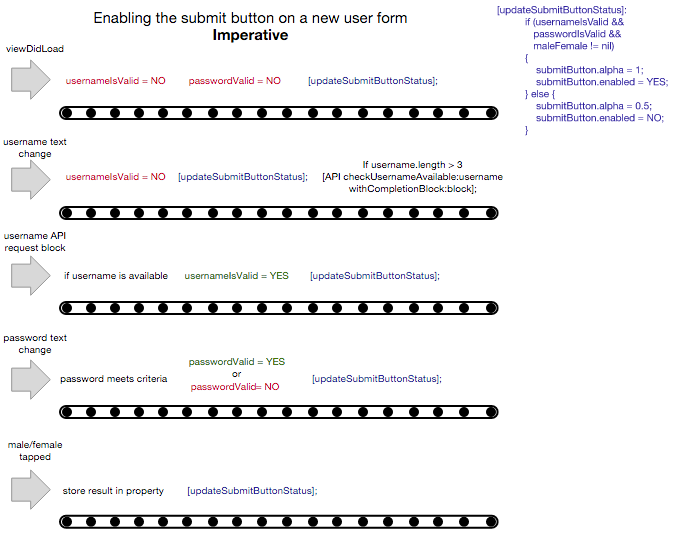 Enabling the submit button on a new user form
Imperative
[updateSubmitButtonStatus]:
if (usernameIsValid &&
passwordIsValid &&
maleFemale != nil)
{
submitButton.alpha = 1;
submitButton.enabled = YES;
} else {
submitButton.alpha = 0.5;
submitButton.enabled = NO;
}
viewDidLoad
usernameIsValid = NO passwordValid = NO [updateSubmitButtonStatus];
username text
change
usernameIsValid = NO [updateSubmitButtonStatus];
If username.length > 3
[API checkUsernameAvailable:username
withCompletionBlock:block];
username API
request block
if username is available usernameIsValid = YES [updateSubmitButtonStatus];
password text
change
password meets criteria
passwordValid = YES
or
passwordValid= NO
[updateSubmitButtonStatus];
male/female
tapped
store result in property [updateSubmitButtonStatus];